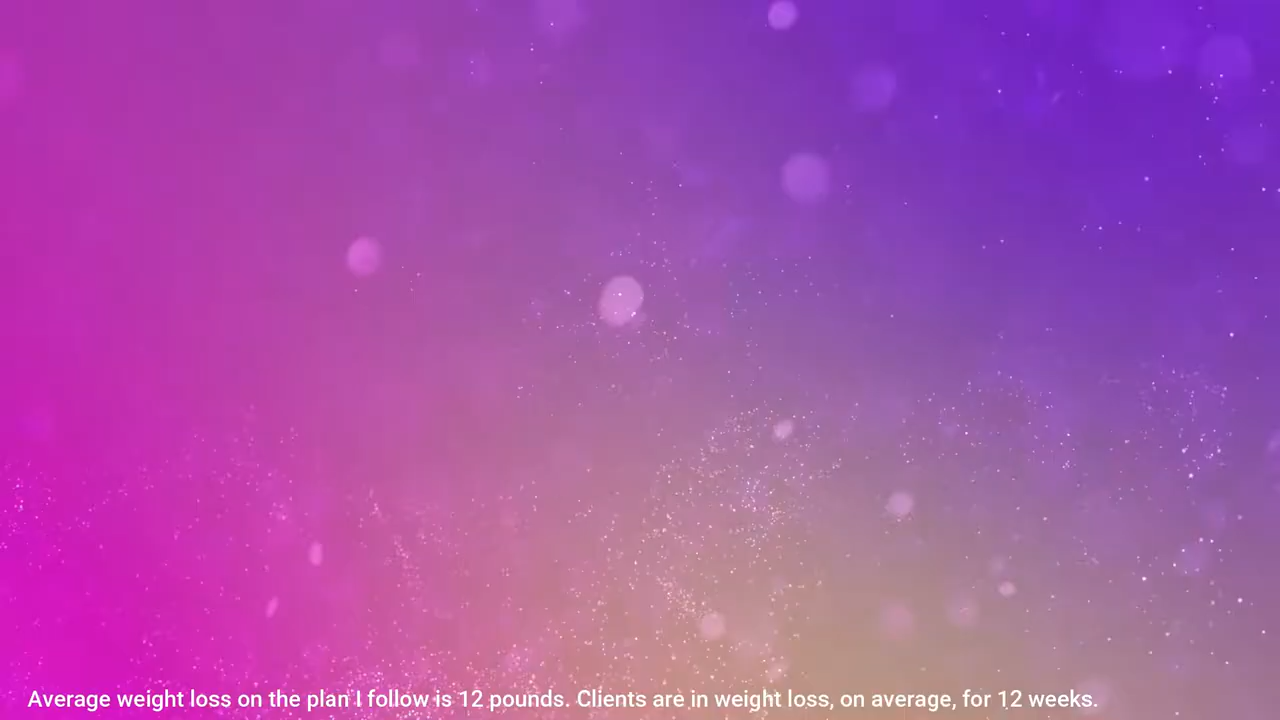 Average weight loss on the plan I follow is 12 pounds. Clients are in weight loss, on average, for 12 weeks.